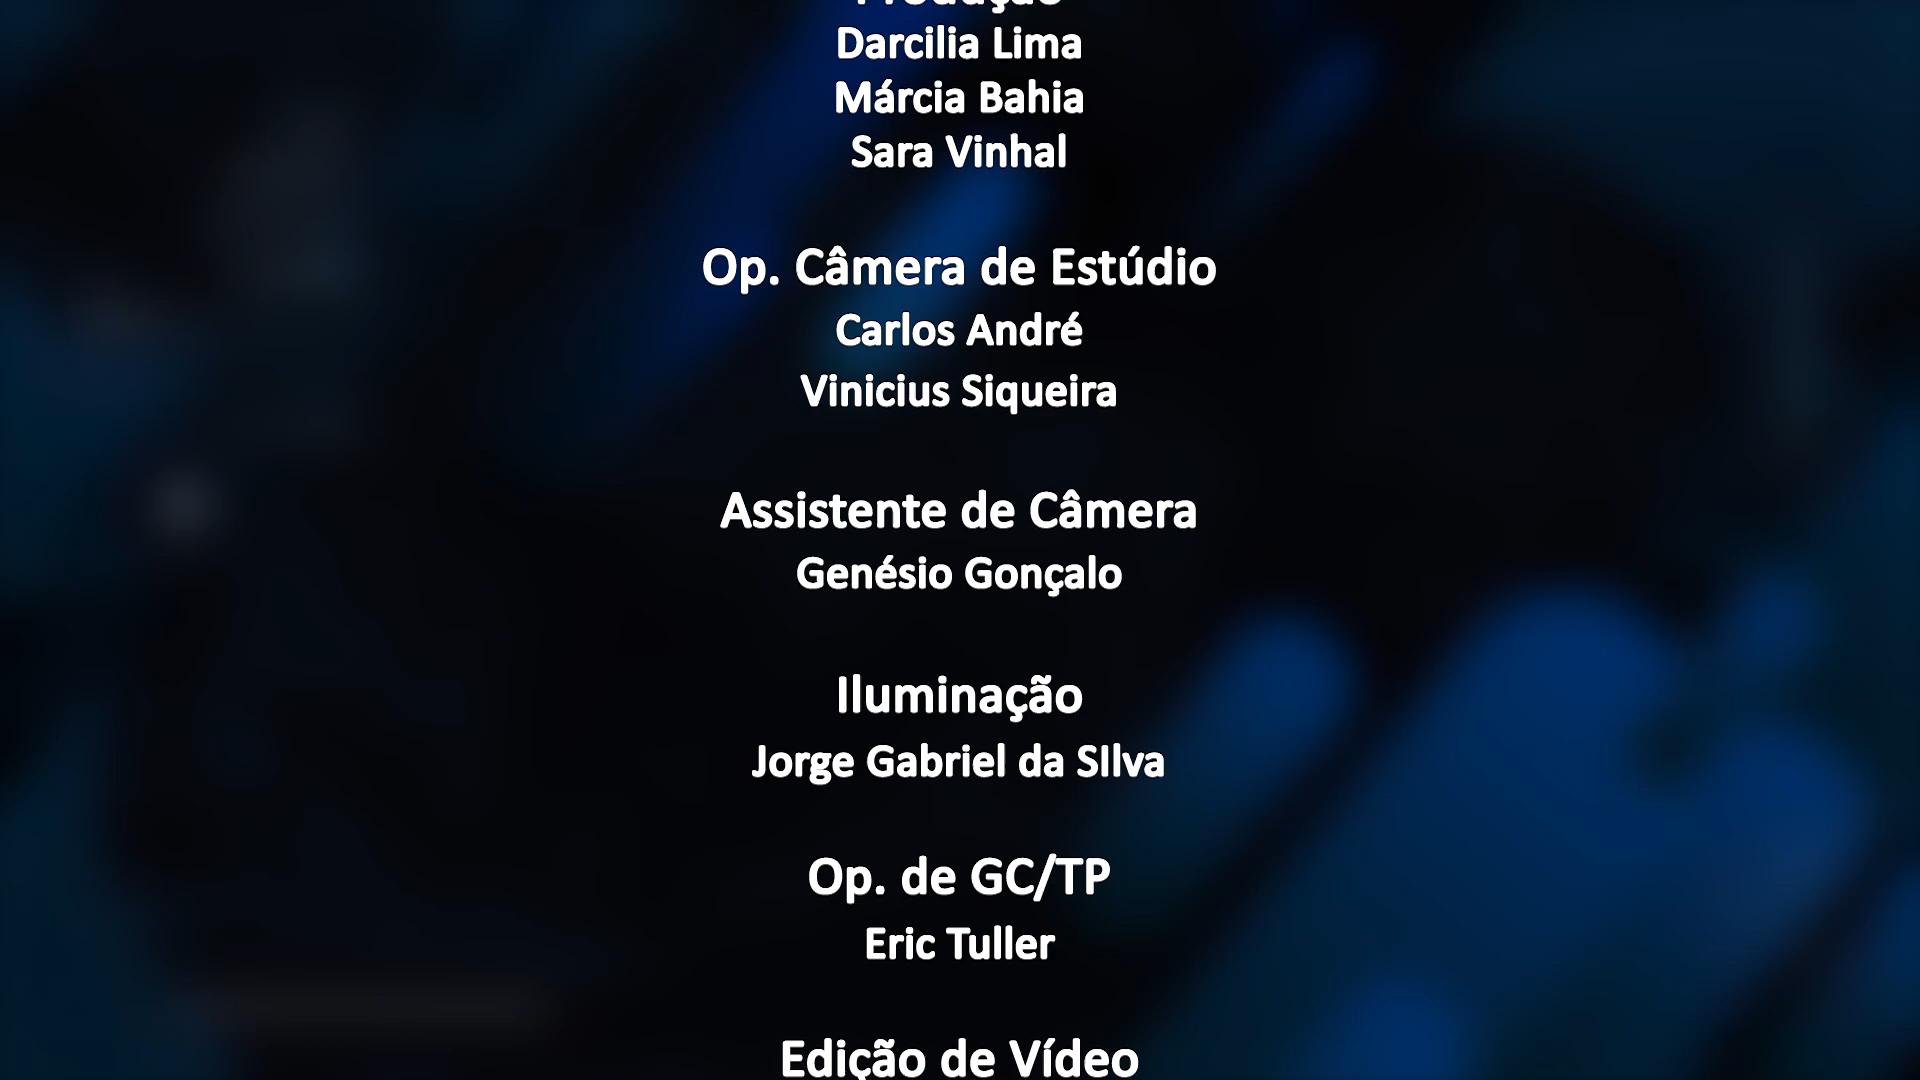 Produção
Darcilia Lima
Márcia Bahia
Sara Vinhal
Op. Câmera de Estúdio
Carlos André
Vinicius Siqueira
Assistente de Câmera
Genésio Gonçalo
Iluminação
Jorge Gabriel da SIlva
Op. de GC/TP
Eric Tuller
Edição de Vídeo